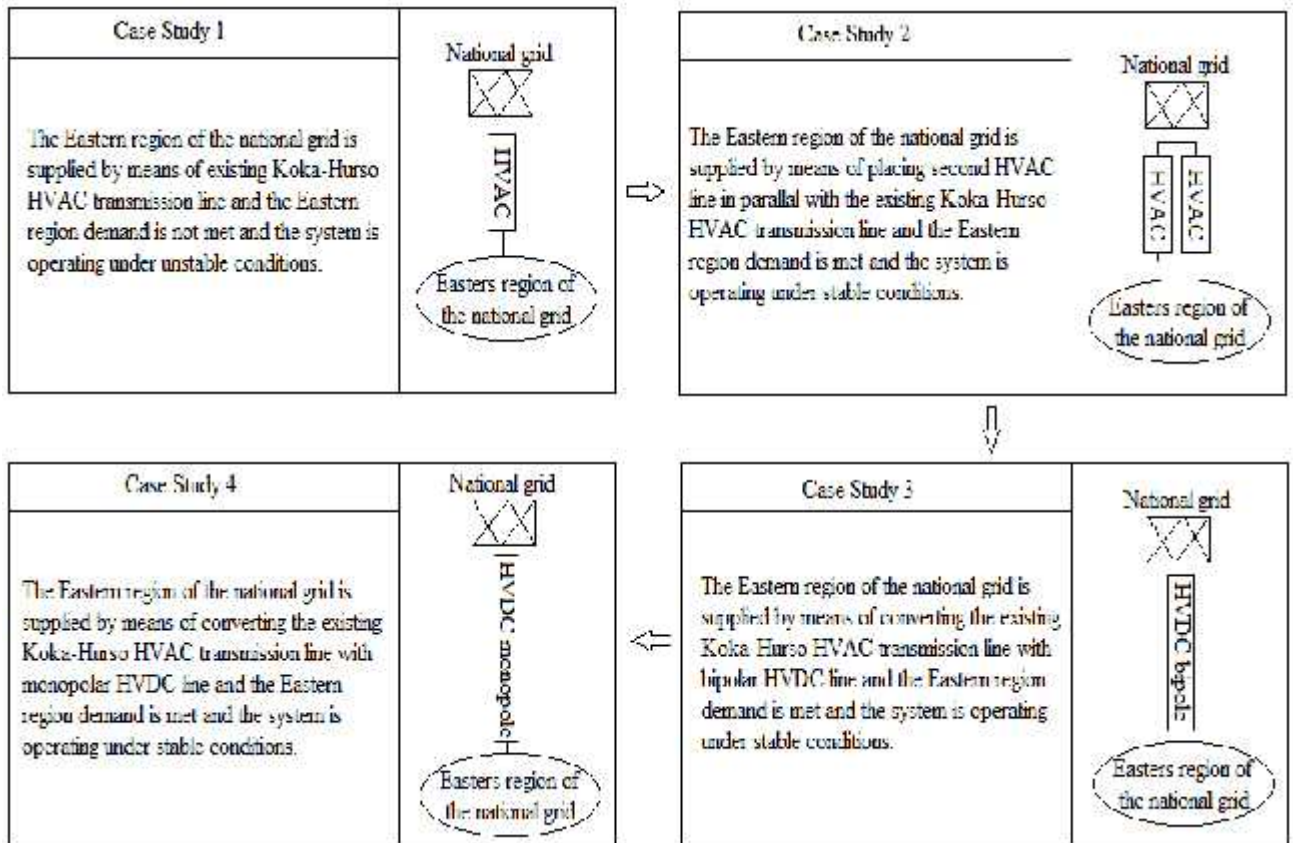 Case Study 1
The Eastern region of the national grid is
supplied by means of existing Koka-Hurso
HVAC transmission line and the Eastern
region demand is not met and the system is
operating under unstable conditions.
National grid
HVAC
Easters region of
the national grid
Case Study 2
The Eastern region of the national grid is
supplied by means of placing second HVAC
line in parallal with the existing Koka-Hurso
HVAC transmission line and the Eastern
region demand is met and the system is
operating under stable conditions.
National grid
HVAC
HVAC
Easters region of
the national grid
Case Study 3
The Eastern region of the national grid is
supplied by means of converting the existing
Koka-Hurso HVAC transmission line with
bipolar HVDC line and the Eastern region
demand is met and the system is operating
under stable conditions.
National grid
HVDC bipole
Easters region of
the national grid
Case Study 4
The Eastern region of the national grid is
supplied by means of converting the existing
Koka-Hurso HVAC transmission line with
monopolar HVDC line and the Eastern
region demand is met and the system is
operating under stable conditions.
National grid
HVDC monopole
Easters region of
the national grid